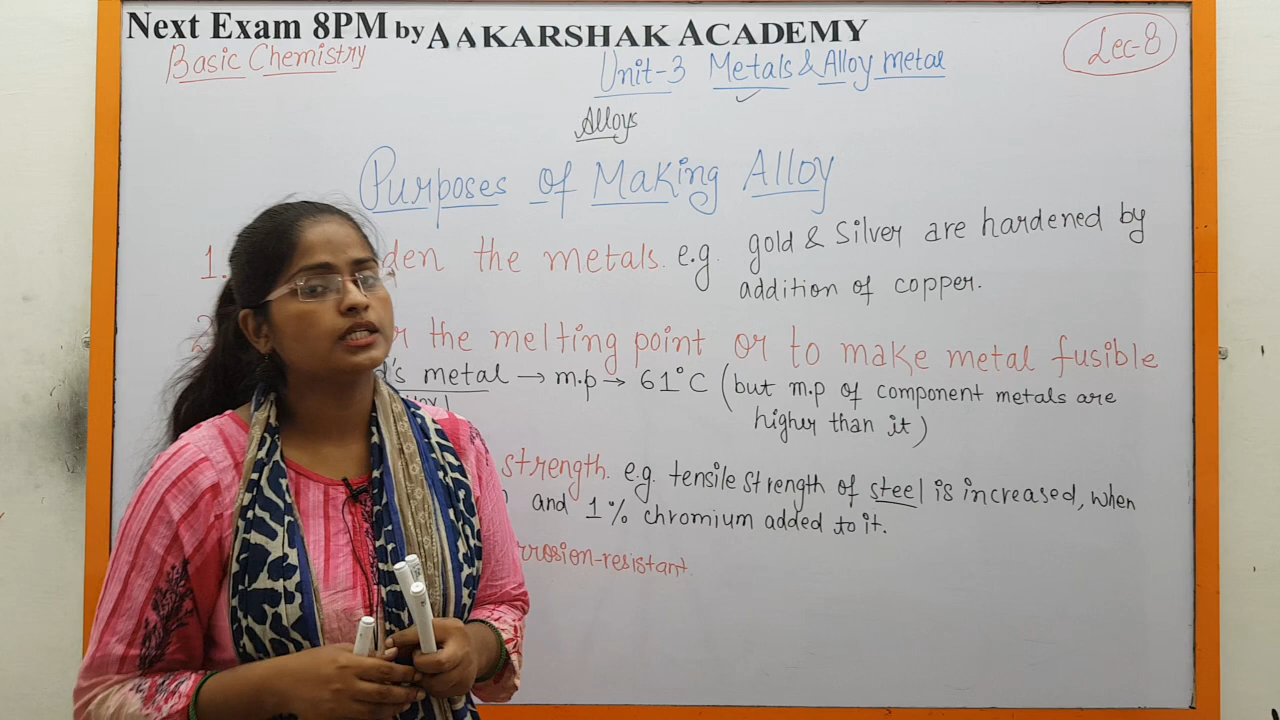 Next Exam 8PM by AAKARSHAK ACADEMY
Basic Chemistry
Unit-3 Metals & Alloy metal
Lec-8
Alloys
Purposes of Making Alloy
1. den the metals. e.g. gold & Silver are hardened by
addition of copper.
2 r the melting point or to make metal fusible
d's metal → m.p → 61°C (but m.p of component metals are
higher than it)
strength. e.g. tensile strength of steel is increased, when
and 1% chromium added to it.
rrosion-resistant